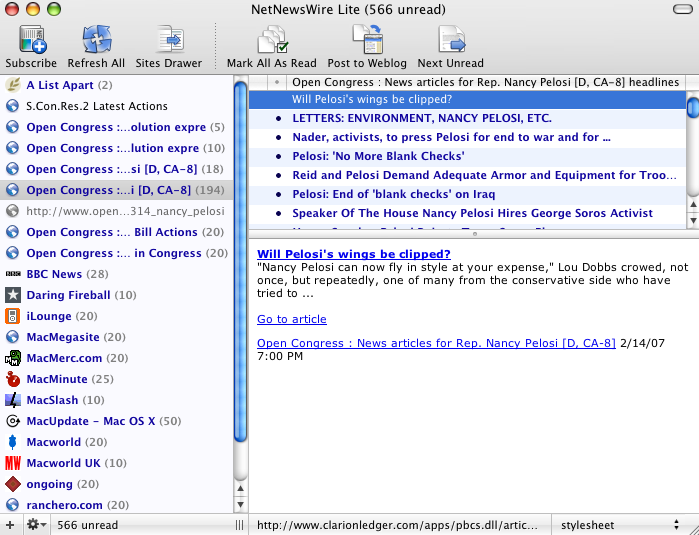 NetNewsWire Lite (566 unread)
Subscribe Refresh All Sites Drawer Mark All As Read Post to Weblog Next Unread
A List Apart (2)
S.Con.Res.2 Latest Actions
Open Congress :...olution expre (5)
Open Congress :...lution expre (10)
Open Congress :...si [D, CA-8] (18)
Open Congress :...i [D, CA-8] (194)
http://www.open...314_nancy_pelosi
Open Congress :... Bill Actions (20)
Open Congress :... in Congress (20)
BBC News (28)
Daring Fireball (10)
iLounge (20)
MacMegasite (20)
MacMerc.com (20)
MacMinute (25)
MacSlash (10)
MacUpdate – Mac OS X (50)
Macworld (20)
Macworld UK (10)
ongoing (20)
ranchero.com (20)
566 unread
Open Congress : News articles for Rep. Nancy Pelosi [D, CA-8] headlines
Will Pelosi's wings be clipped?
LETTERS: ENVIRONMENT, NANCY PELOSI, ETC.
Nader, activists, to press Pelosi for end to war and for ...
Pelosi: 'No More Blank Checks'
Reid and Pelosi Demand Adequate Armor and Equipment for Troo...
Pelosi: End of 'blank checks' on Iraq
Speaker Of The House Nancy Pelosi Hires George Soros Activist
Will Pelosi's wings be clipped?
"Nancy Pelosi can now fly in style at your expense," Lou Dobbs crowed, not
once, but repeatedly, one of many from the conservative side who have
tried to ...
Go to article
Open Congress : News articles for Rep. Nancy Pelosi [D, CA-8] 2/14/07
7:00 PM
http://www.clarionledger.com/apps/pbcs.dll/artic...
stylesheet